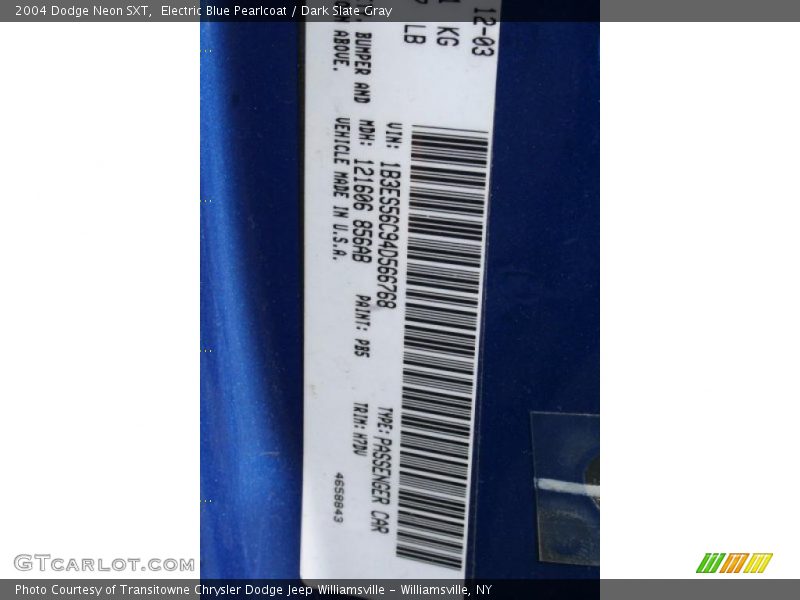 2004 Dodge Neon SXT,  Electric Blue Pearlcoat / Dark Slate Gray
12-03
KG
LB
BUMPER AND
ABOVE.
VIN: 1B3ES56C94D566768
TYPE: PASSENGER CAR
MDH: 121606 856AB
PAINT: PB5
TRIM: H7DV
VEHICLE MADE IN U.S.A.
4658843
GTCARLOT.COM
Photo Courtesy of Transitowne Chrysler Dodge Jeep Williamsville - Williamsville, NY